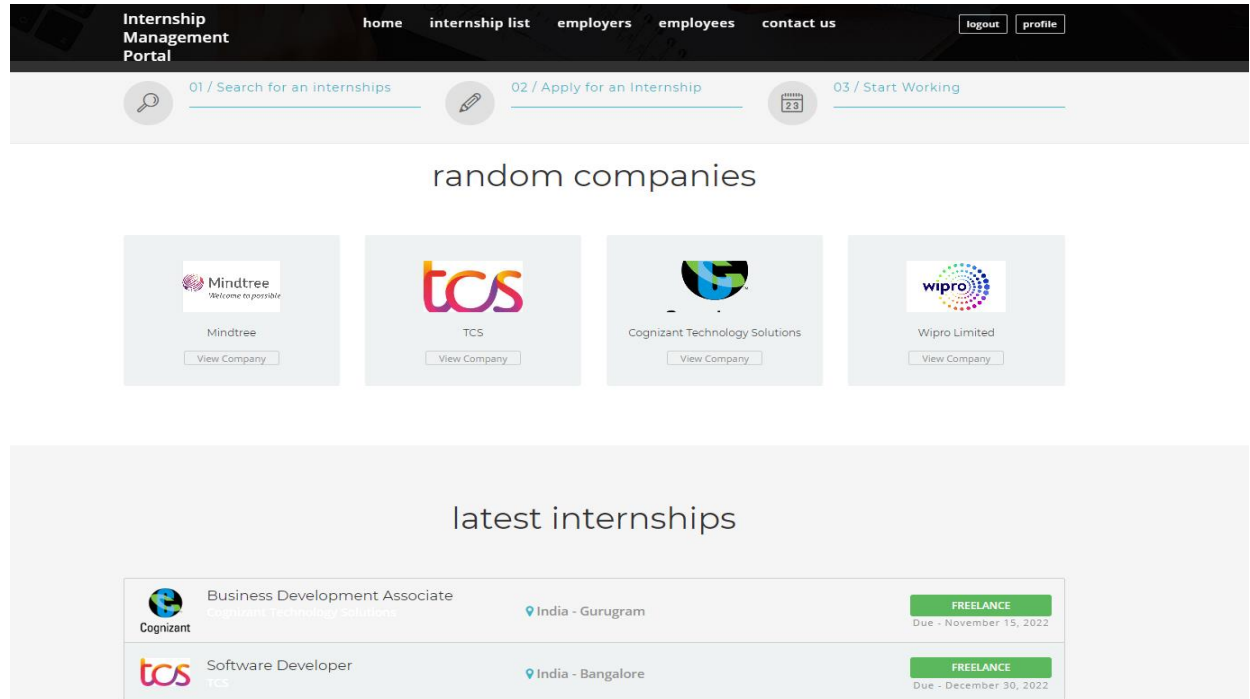 Internship
Management
Portal
home internship list employers employees contact us
logout profile
01 / Search for an internships
02 / Apply for an Internship
23
03 / Start Working
random companies
Mindtree
Welcome to possible
Mindtree
View Company
tcs
TCS
View Company
Cognizant Technology Solutions
View Company
wipro
Wipro Limited
View Company
latest internships
Cognizant
Business Development Associate
Cognizant Technology Solutions
India - Gurugram
FREELANCE
Due - November 15, 2022
tcs
Software Developer
TCS
India - Bangalore
FREELANCE
Due - December 30, 2022